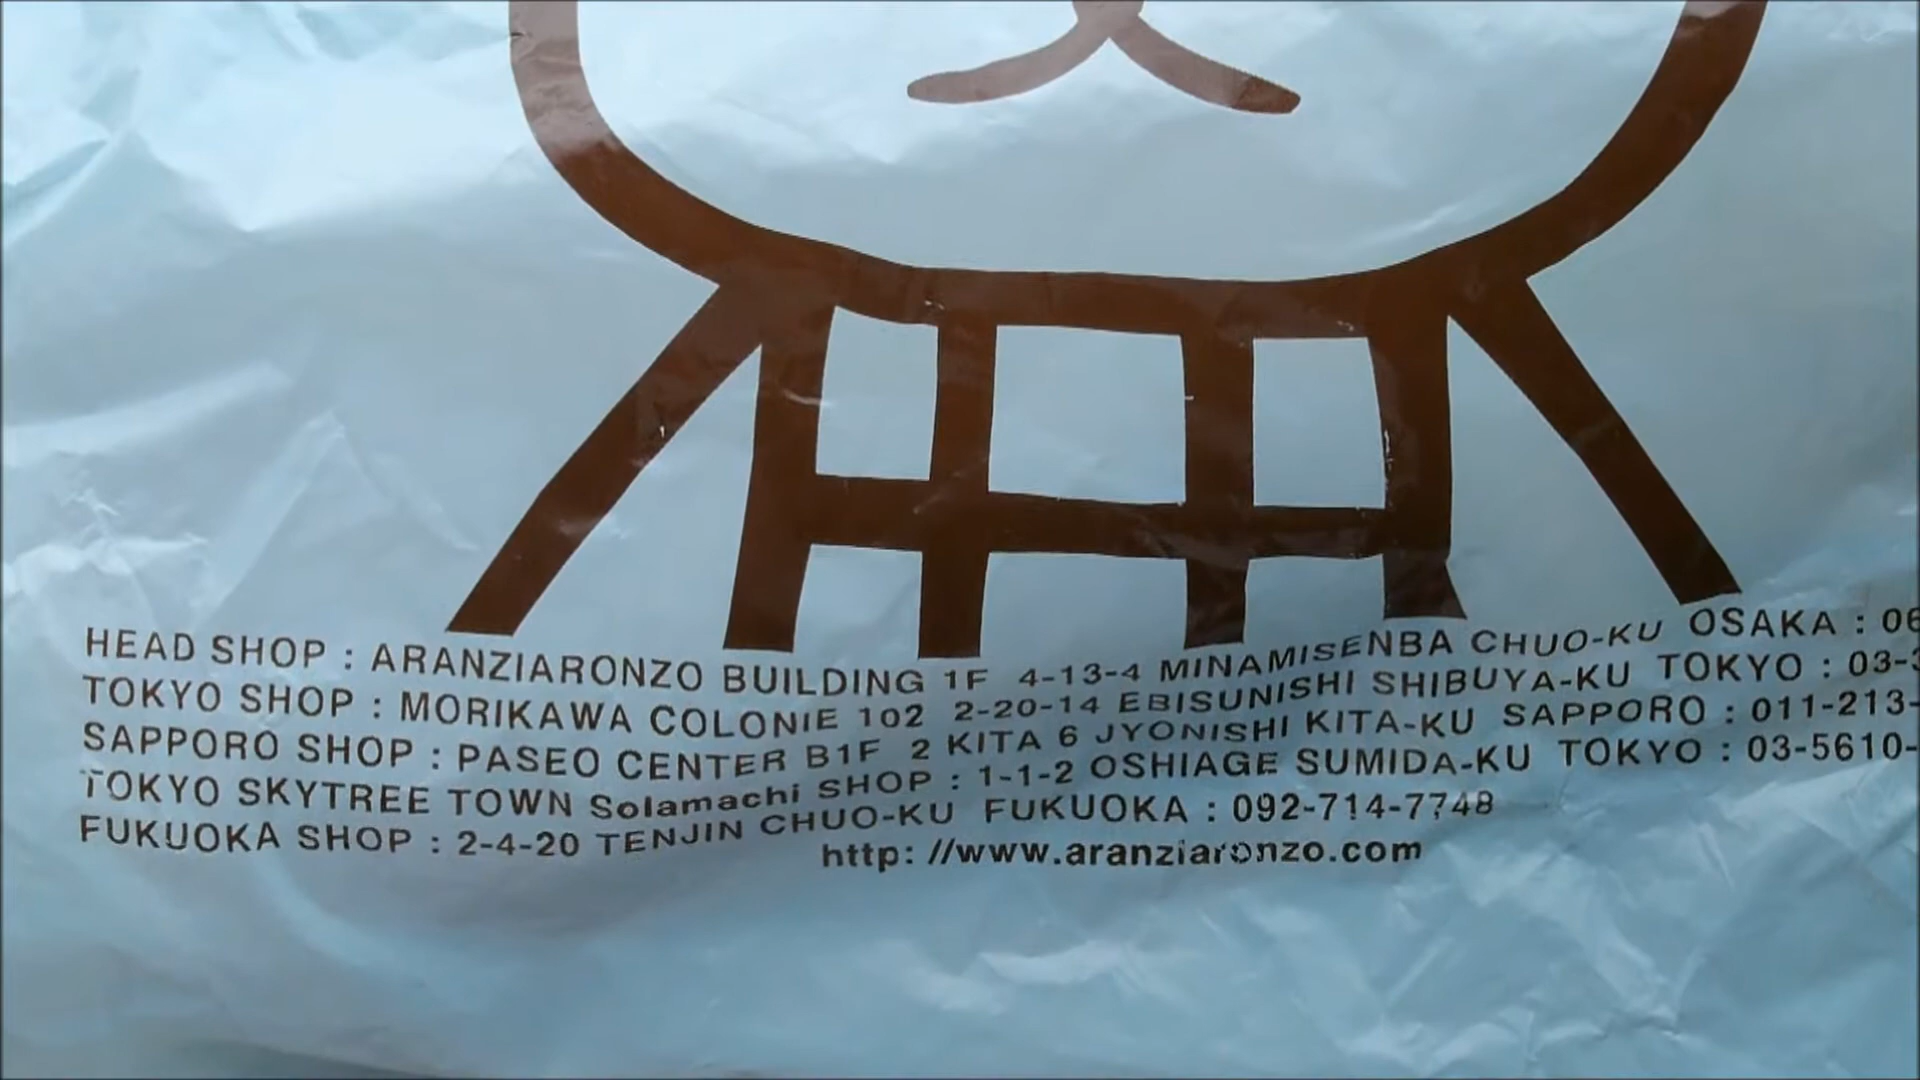 HEAD SHOP : ARANZIARONZO BUILDING 1F 4-13-4 MINAMISENBA CHUO-KU OSAKA : 06
TOKYO SHOP : MORIKAWA COLONIE 102 2-20-14 EBISUNISHI SHIBUYA-KU TOKYO : 03-
SAPPORO SHOP : PASEO CENTER B1F 2 KITA 6 JYONISHI KITA-KU SAPPORO : 011-213-
TOKYO SKYTREE TOWN Solamachi SHOP : 1-1-2 OSHIAGE SUMIDA-KU TOKYO : 03-5610-
FUKUOKA SHOP : 2-4-20 TENJIN CHUO-KU FUKUOKA : 092-714-7748
http: //www.aranziaronzo.com